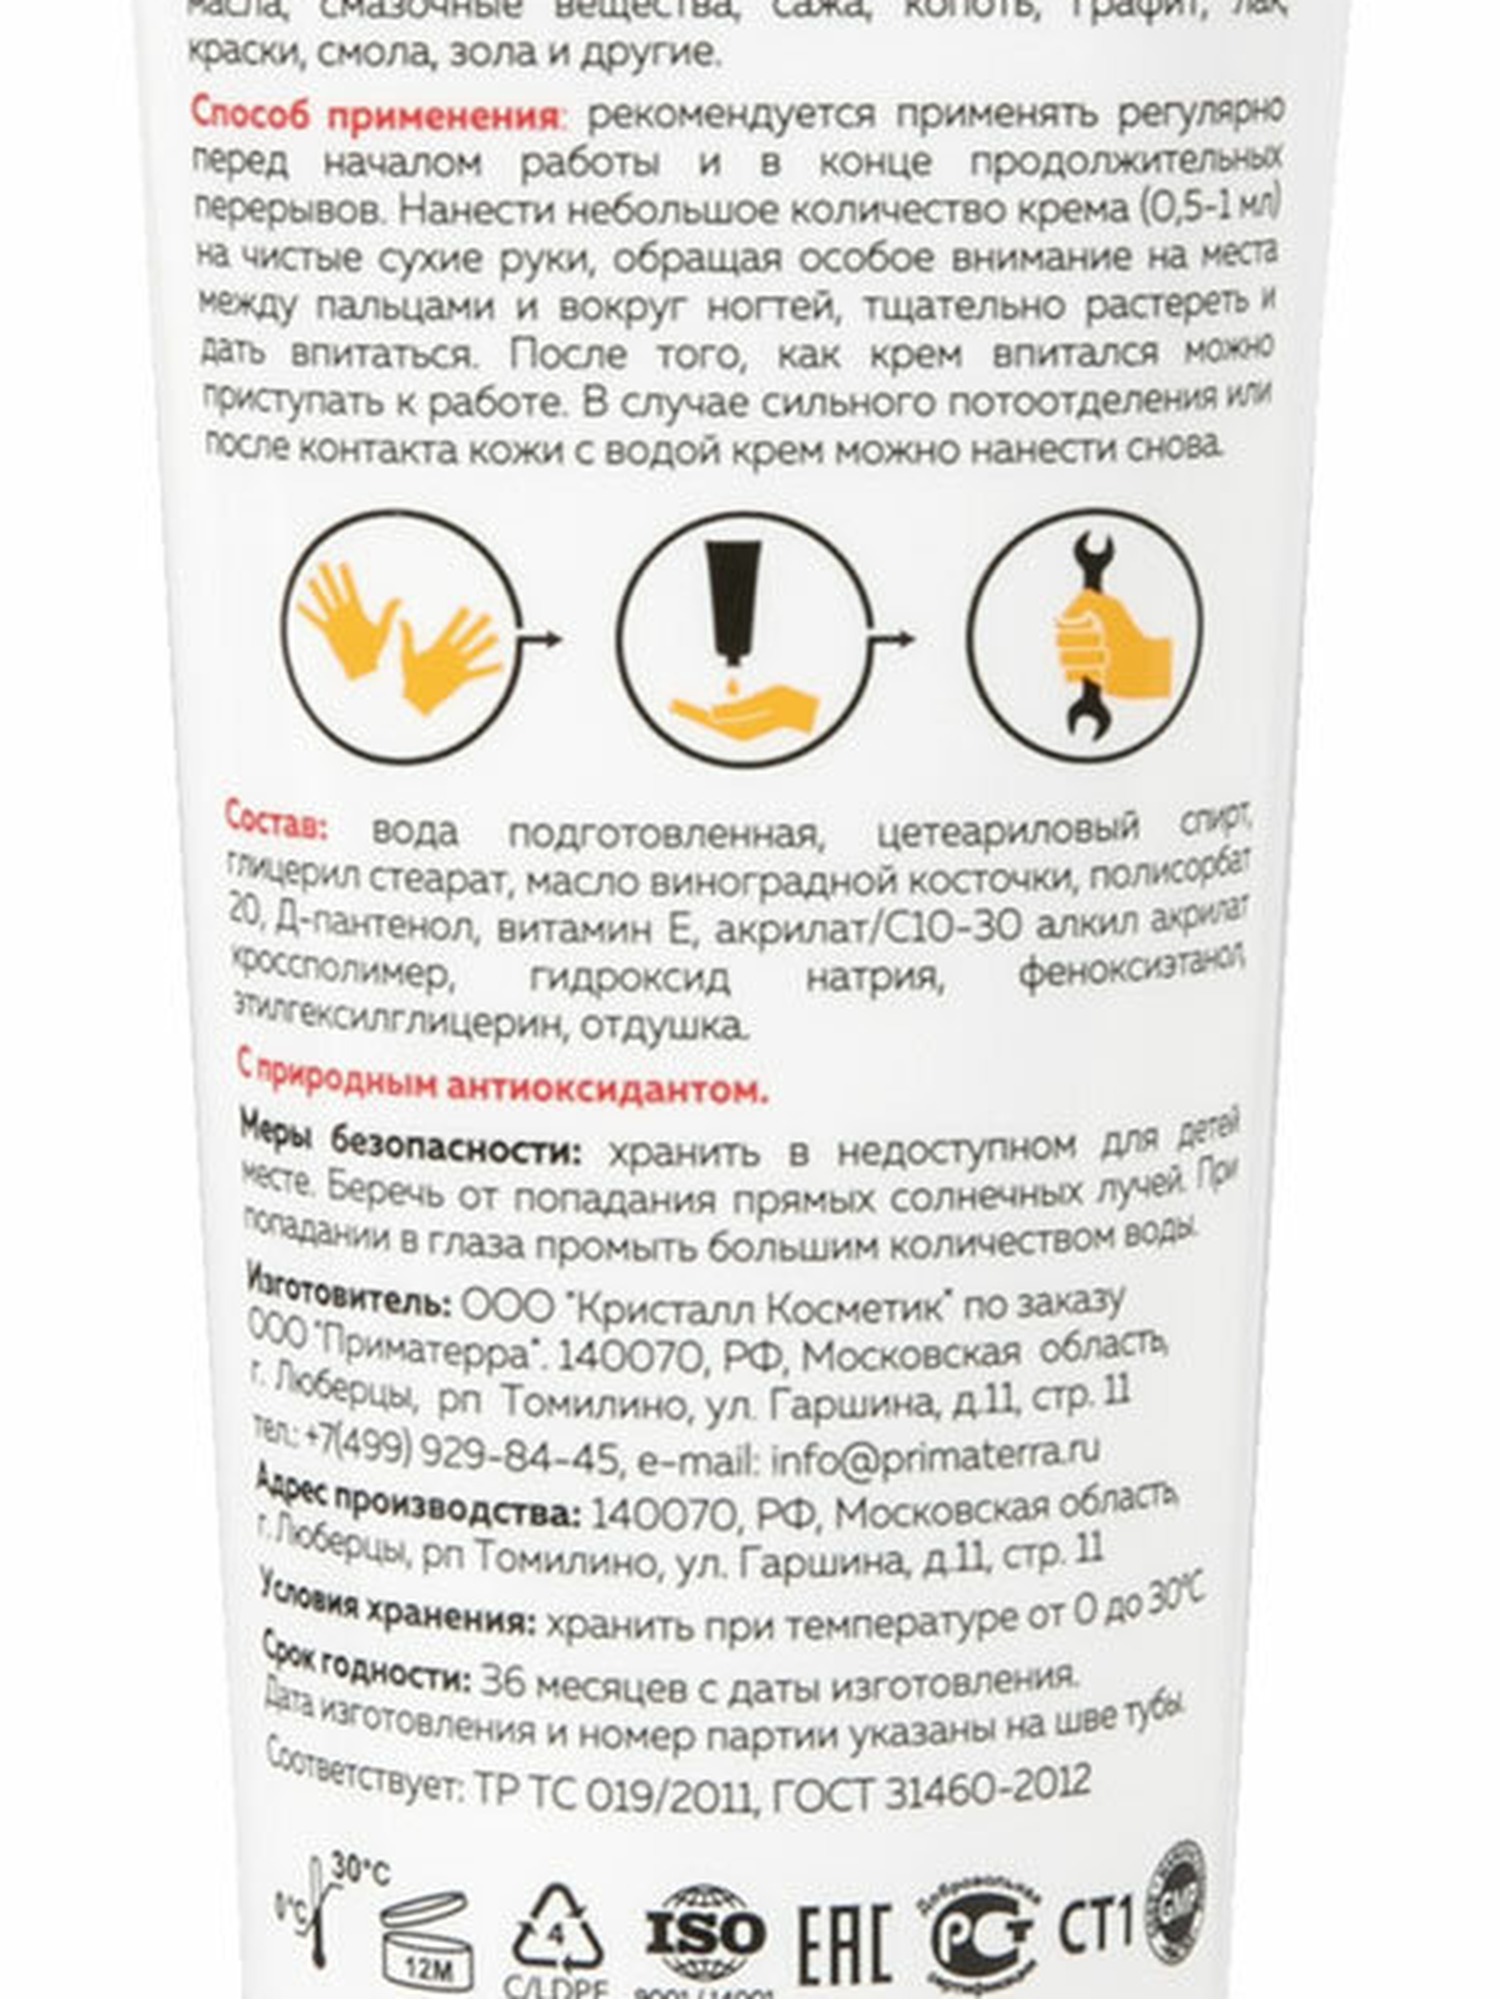 масла, смазочные вещества, сажа, копоть, графит, лак,
краски, смола, зола и другие.
Способ применения: рекомендуется применять регулярно
перед началом работы и в конце продолжительных
перерывов. Нанести небольшое количество крема (0,5-1 мл)
на чистые сухие руки, обращая особое внимание на места
между пальцами и вокруг ногтей, тщательно растереть и
дать впитаться. После того, как крем впитался можно
приступать к работе. В случае сильного потоотделения или
после контакта кожи с водой крем можно нанести снова.
Состав: вода подготовленная, цетеариловый спирт,
глицерил стеарат, масло виноградной косточки, полисорбат
20, Д-пантенол, витамин Е, акрилат/С10-30 алкил акрилат
кроссполимер, гидроксид натрия, феноксиэтанол,
этилгексилглицерин, отдушка.
С природным антиоксидантом.
Меры безопасности: хранить в недоступном для детей
месте. Беречь от попадания прямых солнечных лучей. При
попадании в глаза промыть большим количеством воды.
Изготовитель: ООО "Кристалл Косметик" по заказу
ООО "Приматерра". 140070, РФ, Московская область,
г. Люберцы, рп Томилино, ул. Гаршина, д.11, стр. 11
тел.: +7(499) 929-84-45, e-mail: info@primaterra.ru
Адрес производства: 140070, РФ, Московская область,
г. Люберцы, рп Томилино, ул. Гаршина, д.11, стр. 11
Условия хранения: хранить при температуре от 0 до 30°С
Срок годности: 36 месяцев с даты изготовления.
Дата изготовления и номер партии указаны на шве тубы.
Соответствует: ТР ТС 019/2011, ГОСТ 31460-2012
30°C
0°C
12М
4
C/LDPE
ISO
9001/14001
ЕАС
Добровольная
РСТ
сертификация
СТ1
GMP